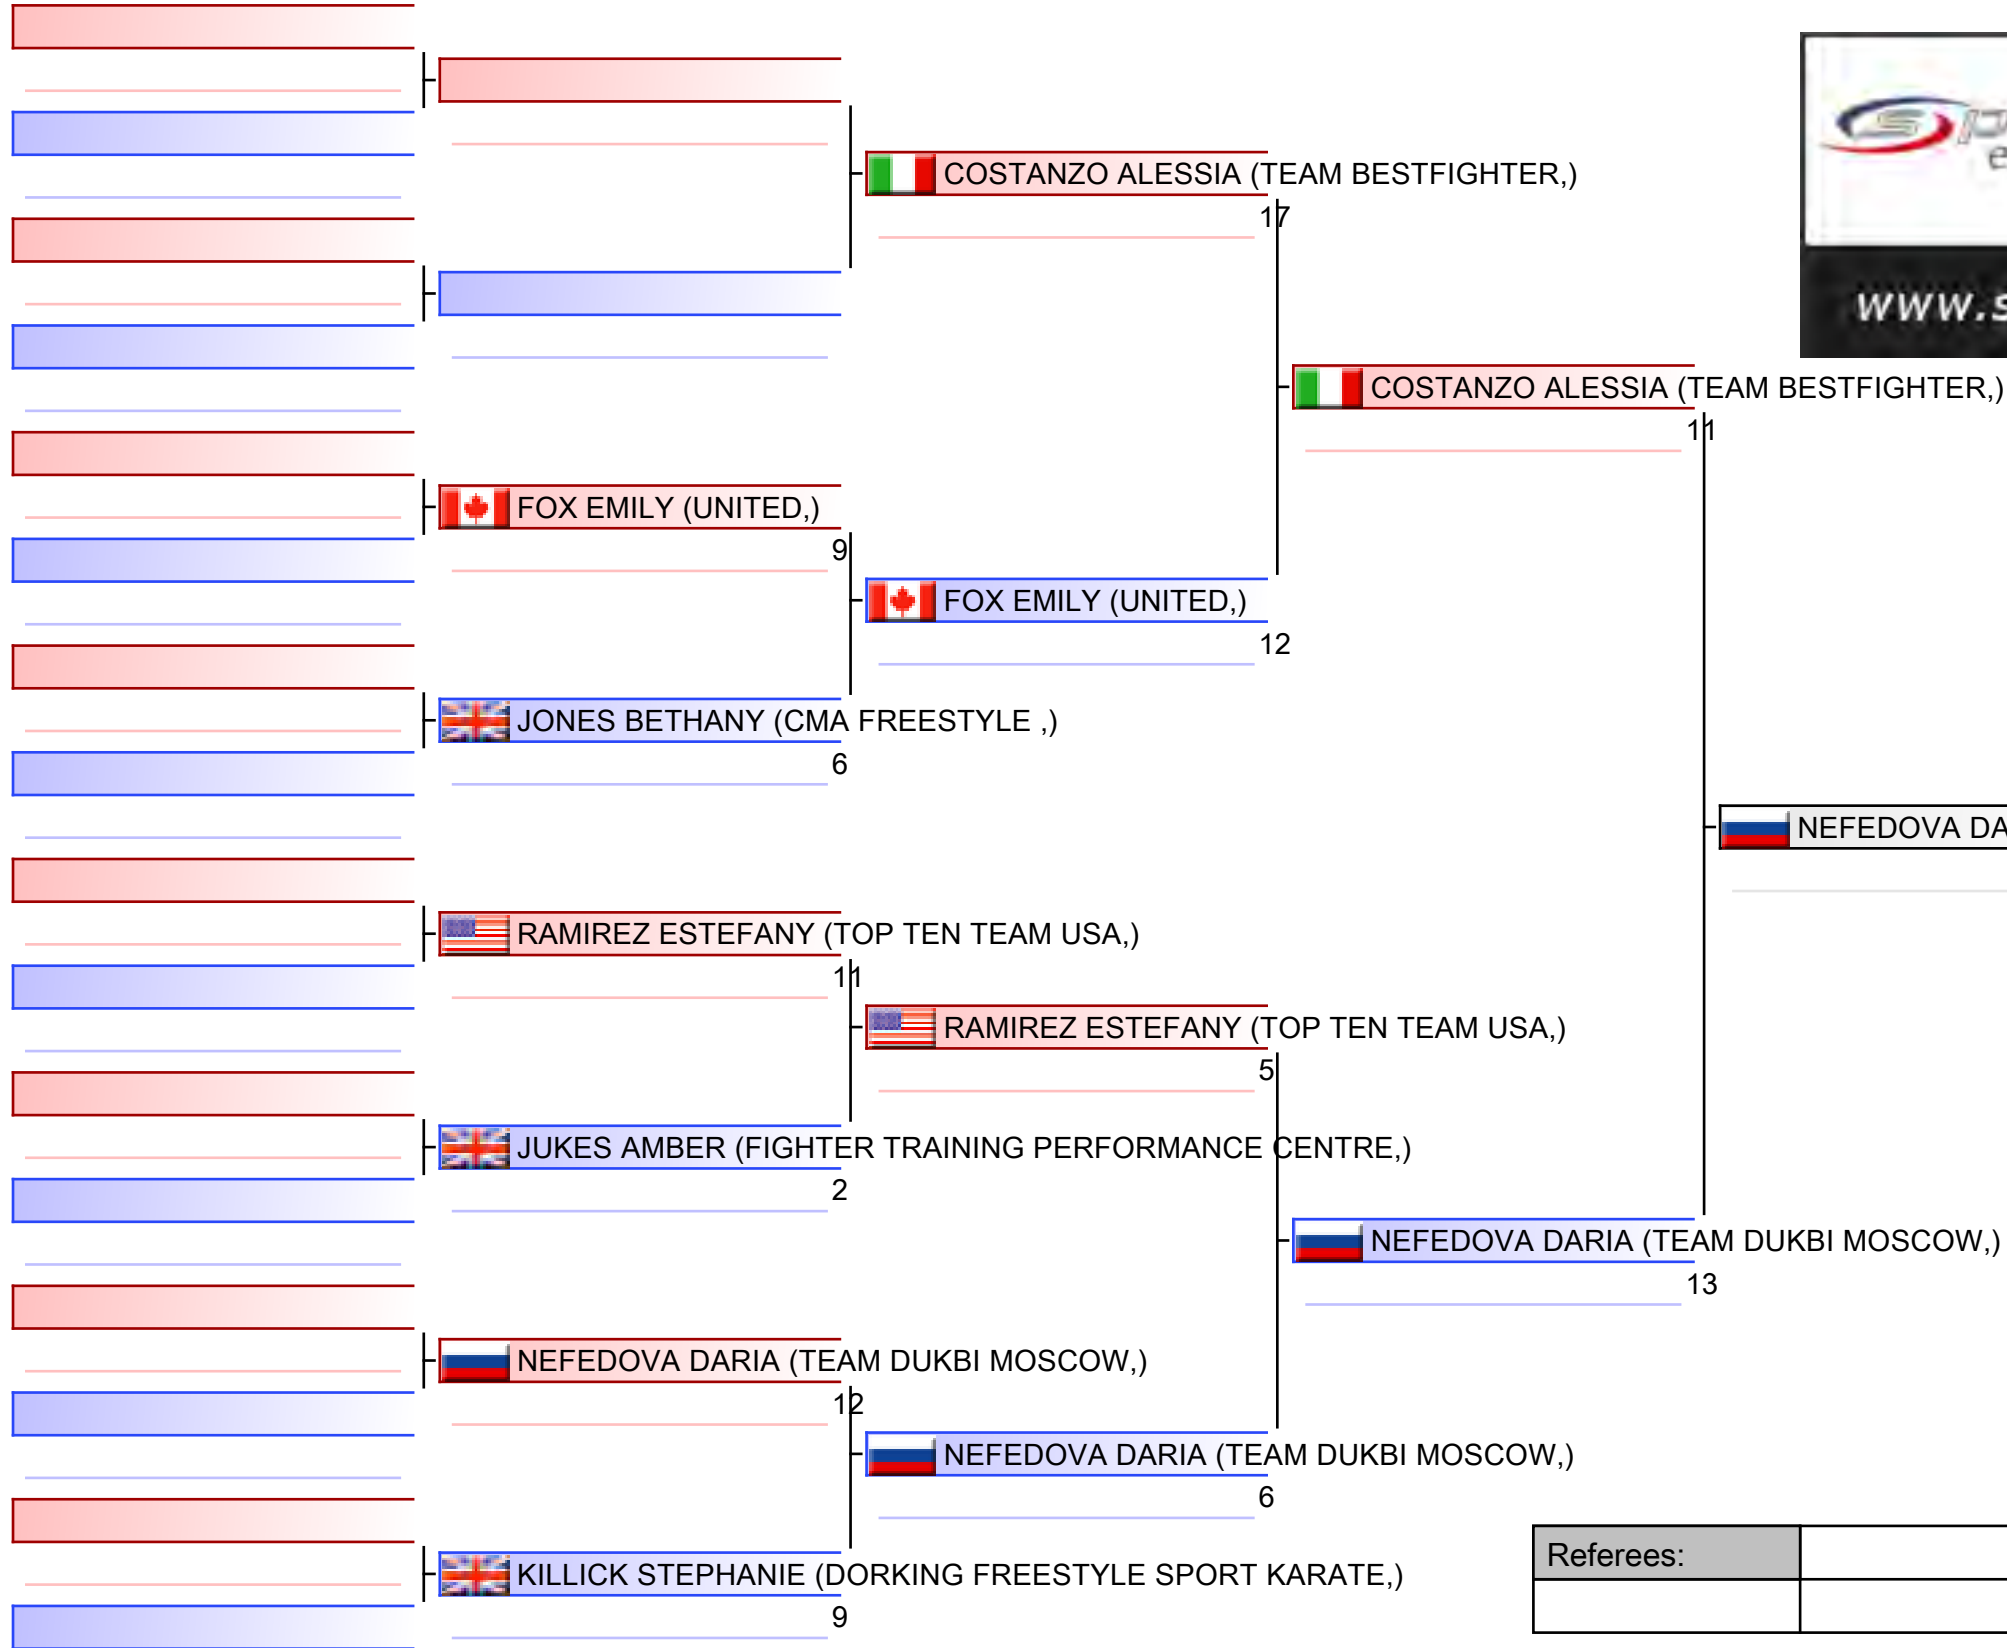 COSTANZO ALESSIA (TEAM BESTFIGHTER,)
17
www.s
COSTANZO ALESSIA (TEAM BESTFIGHTER,)
11
FOX EMILY (UNITED,)
9
FOX EMILY (UNITED,)
12
JONES BETHANY (CMA FREESTYLE ,)
6
NEFEDOVA DA
RAMIREZ ESTEFANY (TOP TEN TEAM USA,)
11
RAMIREZ ESTEFANY (TOP TEN TEAM USA,)
5
JUKES AMBER (FIGHTER TRAINING PERFORMANCE CENTRE,)
2
NEFEDOVA DARIA (TEAM DUKBI MOSCOW,)
13
NEFEDOVA DARIA (TEAM DUKBI MOSCOW,)
12
NEFEDOVA DARIA (TEAM DUKBI MOSCOW,)
6
Referees:
KILLICK STEPHANIE (DORKING FREESTYLE SPORT KARATE,)
9